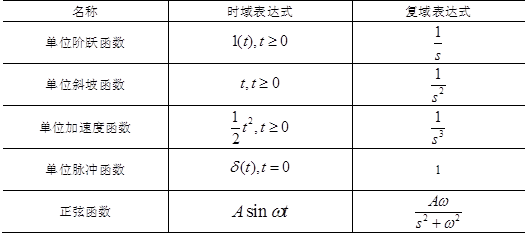 名称 时域表达式 复域表达式
单位阶跃函数 1(t), t ≥ 0 1/s
单位斜坡函数 t, t ≥ 0 1/s²
单位加速度函数 1/2 t², t ≥ 0 1/s³
单位脉冲函数 δ(t), t = 0 1
正弦函数 A sin ωt Aω/(s² + ω²)